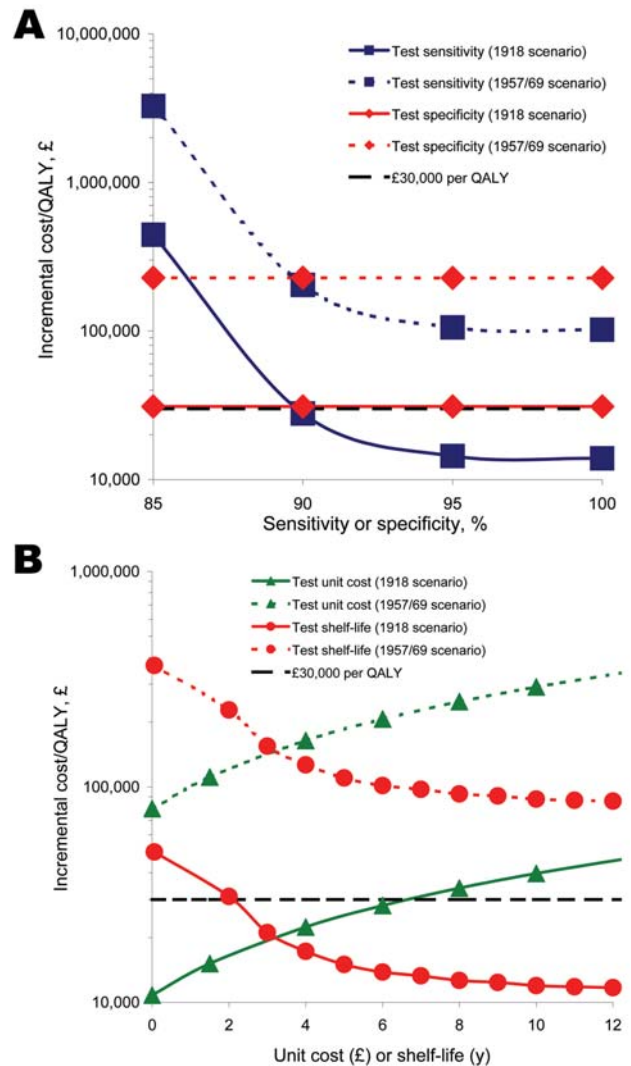 A
10,000,000
1,000,000
100,000
10,000
Incremental cost/QALY, £
Test sensitivity (1918 scenario)
Test sensitivity (1957/69 scenario)
Test specificity (1918 scenario)
Test specificity (1957/69 scenario)
£30,000 per QALY
85 90 95 100
Sensitivity or specificity, %
B
1,000,000
100,000
10,000
Incremental cost/QALY, £
Test unit cost (1918 scenario)
Test unit cost (1957/69 scenario)
Test shelf-life (1918 scenario)
Test shelf-life (1957/69 scenario)
£30,000 per QALY
0 2 4 6 8 10 12
Unit cost (£) or shelf-life (y)